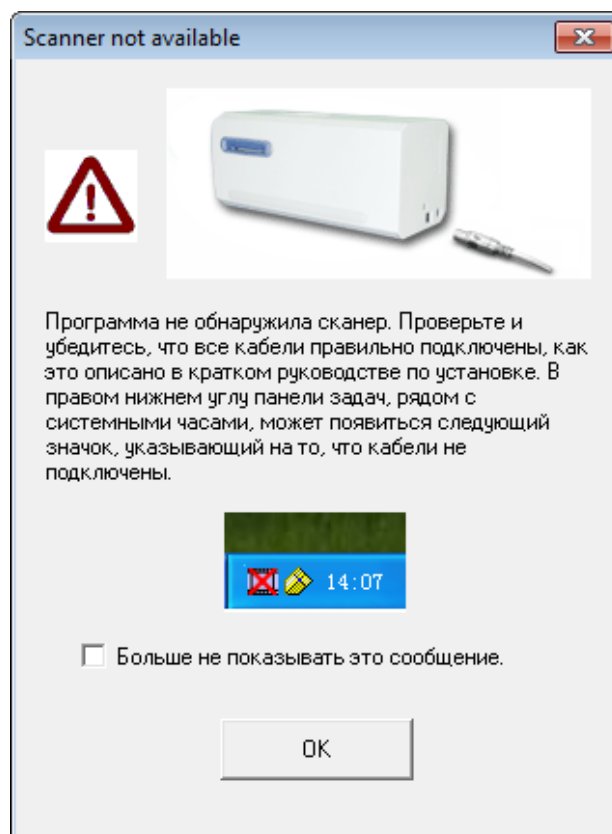 Scanner not available
Программа не обнаружила сканер. Проверьте и
убедитесь, что все кабели правильно подключены, как
это описано в кратком руководстве по установке. В
правом нижнем углу панели задач, рядом с
системными часами, может появиться следующий
значок, указывающий на то, что кабели не
подключены.
14:07
Больше не показывать это сообщение.
OK